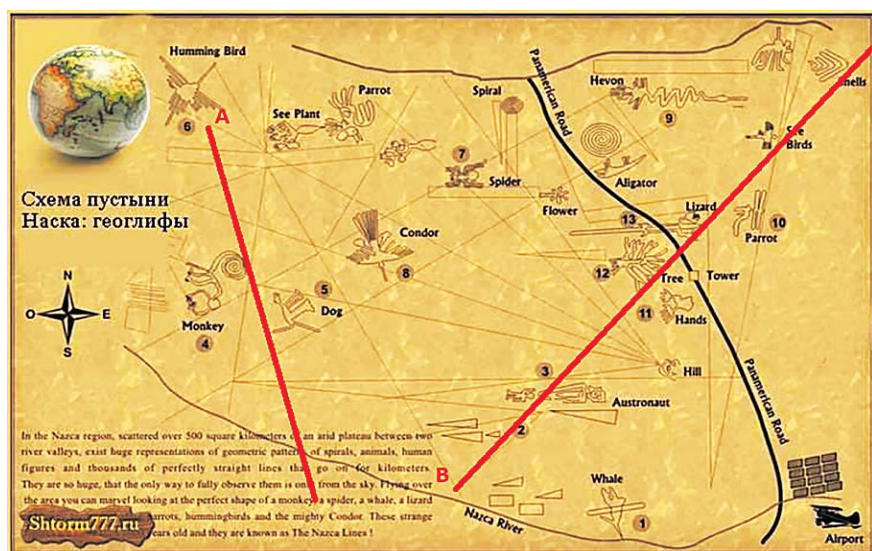 Humming Bird
A
6
See Plant
Parrot
Spiral
Panamerican Road
Hevon
9
See
Birds
7
Spider
Flower
Aligator
13
Lizard
Parrot
10
Схема пустыни
Наска: геоглифы
Condor
8
12
Tree
Tower
N
O
E
S
Monkey
4
5
Dog
11
Hands
Hill
3
Austronaut
2
Panamerican Road
B
In the Nazca region, scattered over 500 square kilometers of an arid plateau between two
river valleys, exist huge representations of geometric patterns of spirals, animals, human
figures and thousands of perfectly straight lines that go on for kilometers.
They are so huge, that the only way to fully observe them is only from the sky. Flying over
the area you can marvel looking at the perfect shape of a monkey, a spider, a whale, a lizard
parrots, hummingbirds and the mighty Condor. These strange
years old and they are known as The Nazca Lines !
Shtorm777.ru
Nazca River
Whale
1
Airport